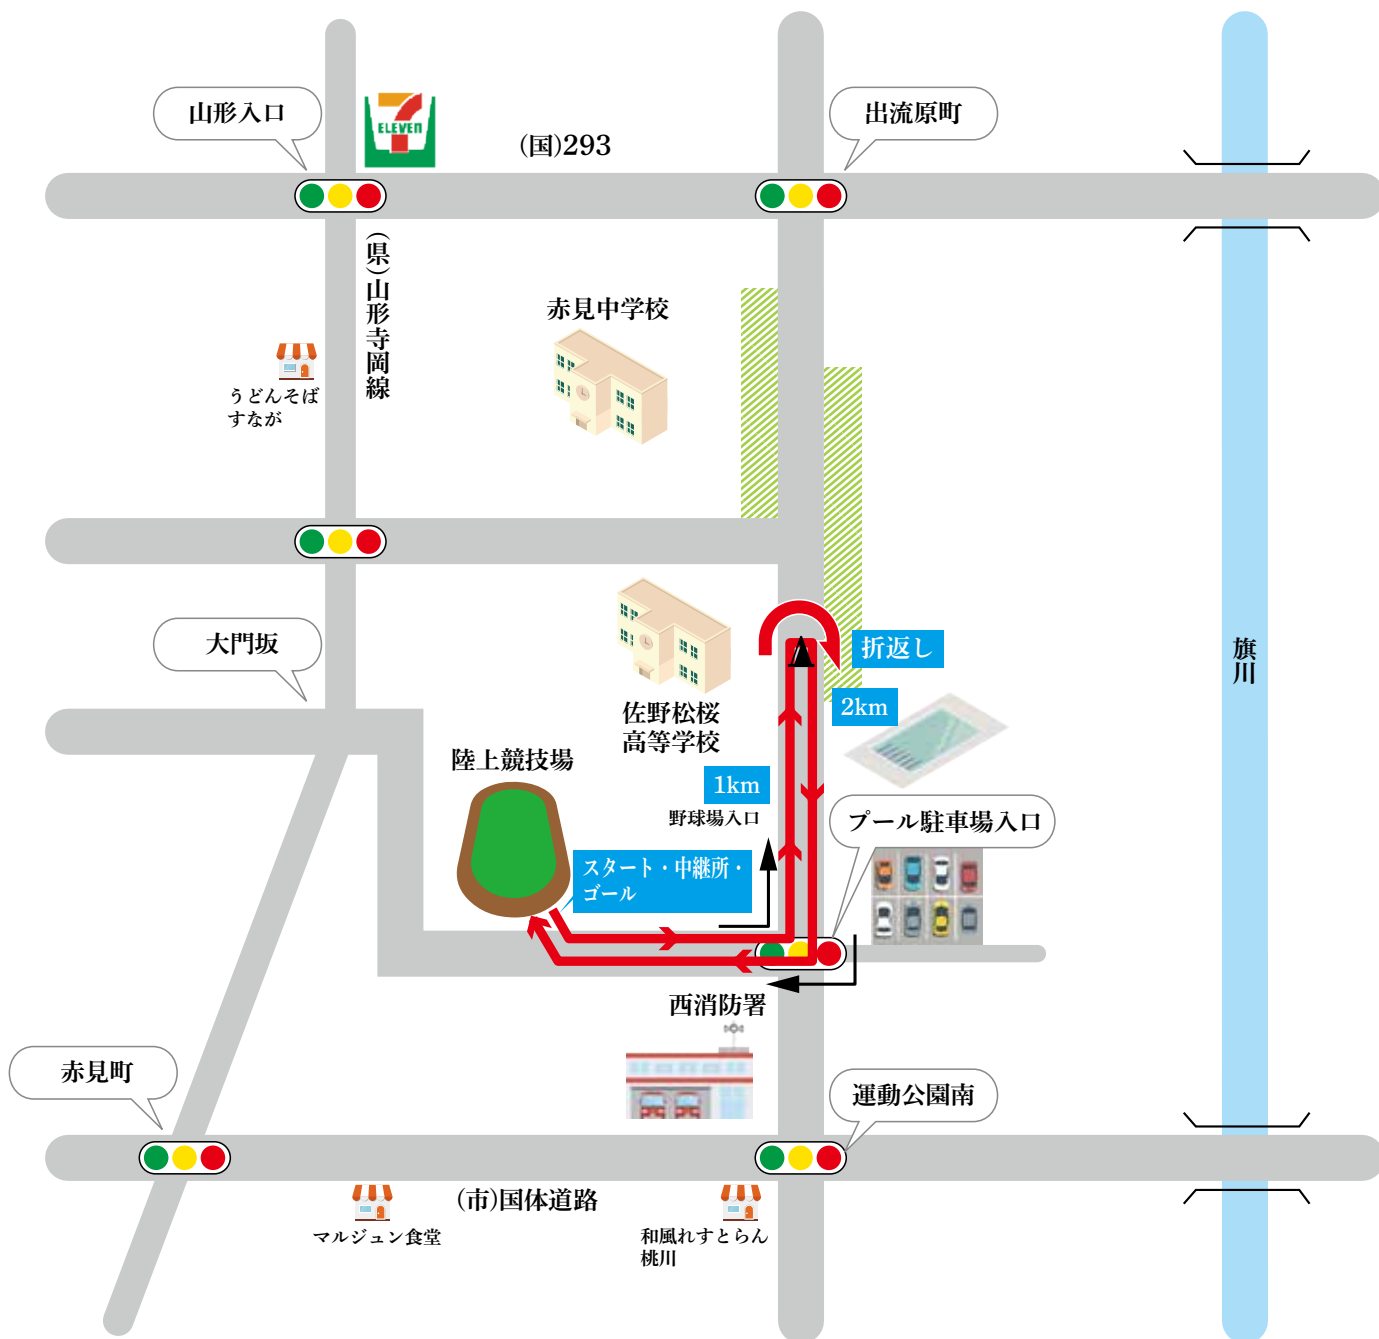 山形入口
ELEVEN
(国)293
出流原町
(県)山形寺岡線
赤見中学校
うどんそば
すなが
大門坂
佐野松桜
高等学校
折返し
2km
旗川
陸上競技場
1km
野球場入口
プール駐車場入口
スタート・中継所・
ゴール
西消防署
赤見町
運動公園南
(市)国体道路
マルジュン食堂
和風れすとらん
桃川